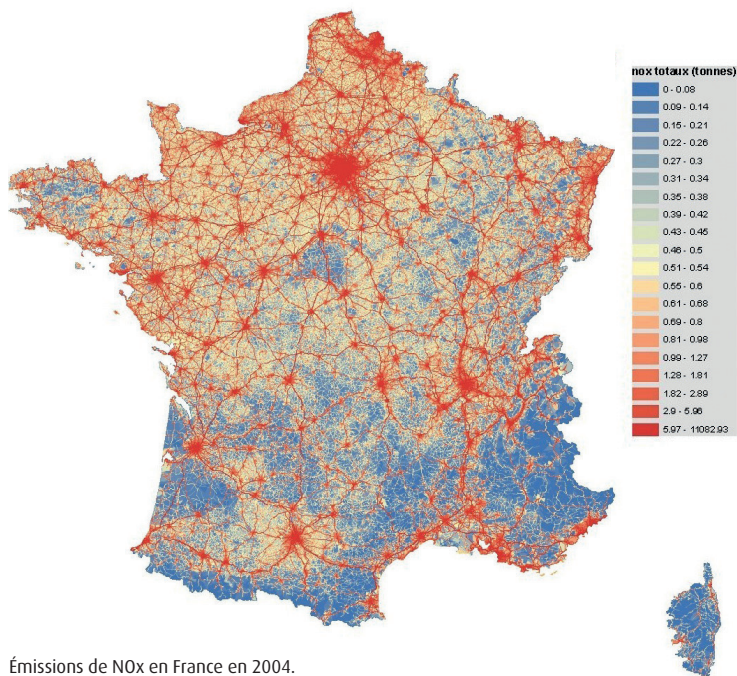 nox totaux (tonnes)
0 - 0.08
0.09 - 0.14
0.15 - 0.21
0.22 - 0.26
0.27 - 0.3
0.31 - 0.34
0.35 - 0.38
0.39 - 0.42
0.43 - 0.45
0.46 - 0.5
0.51 - 0.54
0.55 - 0.6
0.61 - 0.68
0.69 - 0.8
0.81 - 0.98
0.99 - 1.27
1.28 - 1.81
1.82 - 2.89
2.9 - 5.96
5.97 - 11082.93
Émissions de NOx en France en 2004.